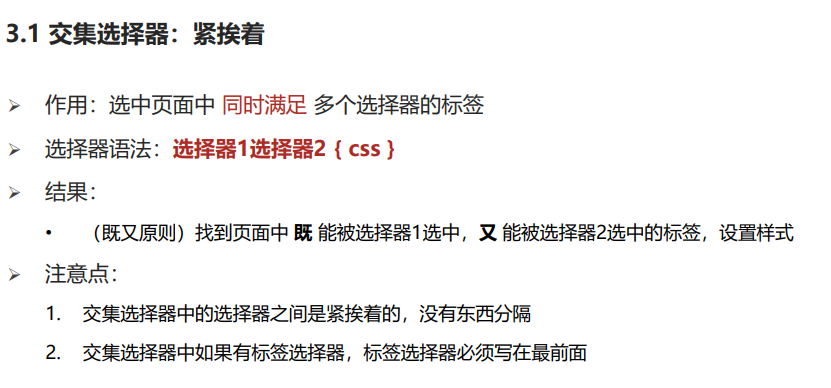 3.1 交集选择器：紧挨着
➢ 作用：选中页面中 同时满足 多个选择器的标签
➢ 选择器语法：选择器1选择器2 { css }
➢ 结果：
• （既又原则）找到页面中 既 能被选择器1选中，又 能被选择器2选中的标签，设置样式
➢ 注意点：
1. 交集选择器中的选择器之间是紧挨着的，没有东西分隔
2. 交集选择器中如果有标签选择器，标签选择器必须写在最前面